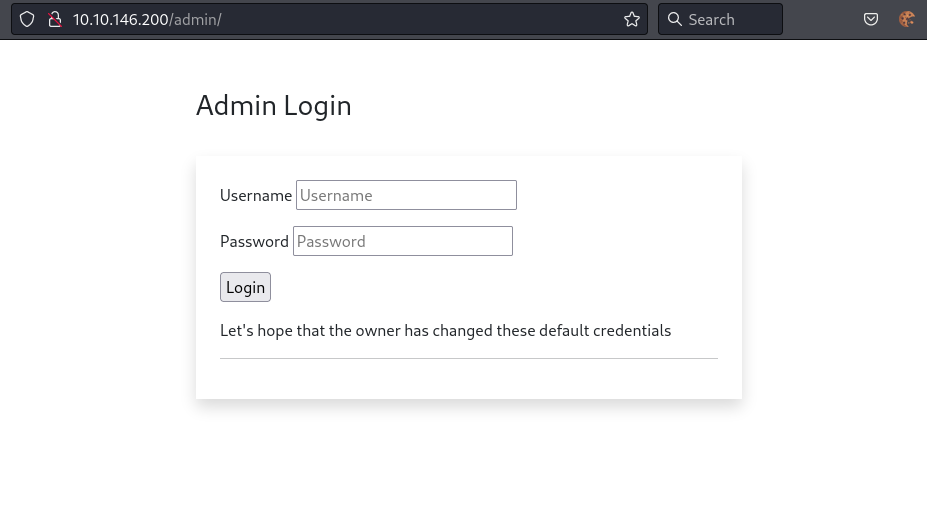 10.10.146.200/admin/
Search
Admin Login
Username Username
Password Password
Login
Let's hope that the owner has changed these default credentials